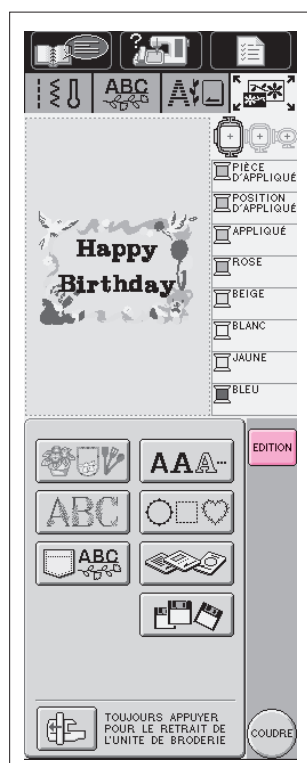 ?
ABC
A
PIÈCE
D'APPLIQUÉ
POSITION
D'APPLIQUÉ
APPLIQUÉ
ROSE
BEIGE
BLANC
JAUNE
BLEU
Happy
Birthday
EDITION
AAA
ABC
ABC
TOUJOURS APPUYER
POUR LE RETRAIT DE
L'UNITE DE BRODERIE
COUDRE